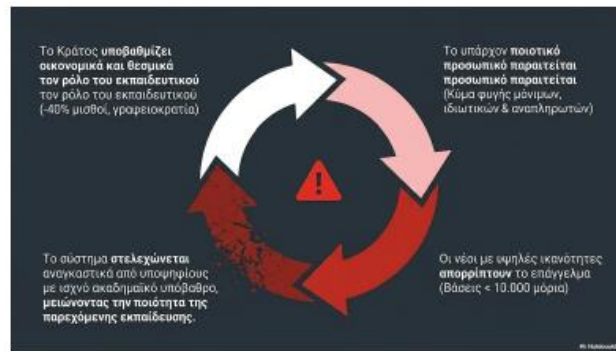 Το Κράτος υποβαθμίζει
οικονομικά και θεσμικά
τον ρόλο του εκπαιδευτικού
τον ρόλο του εκπαιδευτικού
(-40% μισθοί, γραφειοκρατία)
Το υπάρχον ποιοτικό
προσωπικό παραιτείται
προσωπικό παραιτείται
(Κύμα φυγής μόνιμων,
ιδιωτικών & αναπληρωτών)
Οι νέοι με υψηλές ικανότητες
απορρίπτουν το επάγγελμα
(Βάσεις < 10.000 μόρια)
Το σύστημα στελεχώνεται
αναγκαστικά από υποψηφίους
με ισχνό ακαδημαϊκό υπόβαθρο,
μειώνοντας την ποιότητα της
παρεχόμενης εκπαίδευσης.